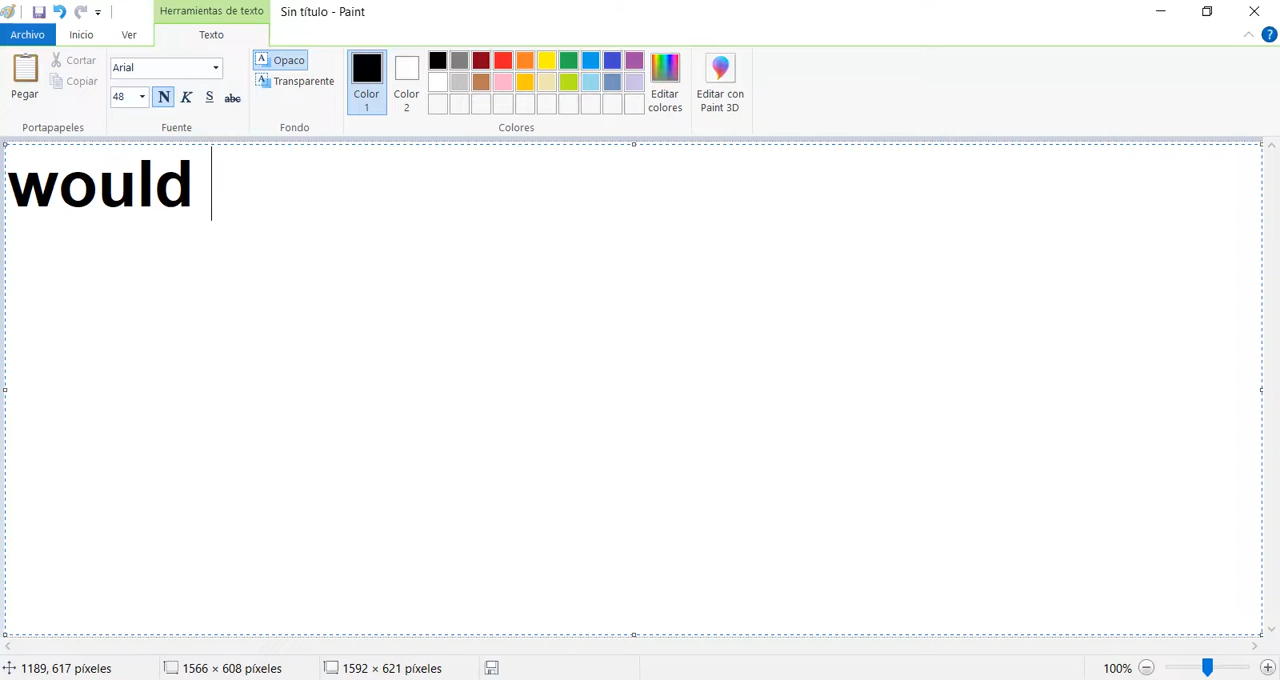 Herramientas de texto Sin título - Paint
Archivo Inicio Ver Texto
Pegar Cortar Copiar
Portapapeles
Arial
48 N K S abc
Fuente
Opaco
Transparente
Fondo
Color 1
Color 2
Editar colores
Colores
Editar con Paint 3D
would
1189, 617 píxeles 1566 × 608 píxeles 1592 × 621 píxeles 100%